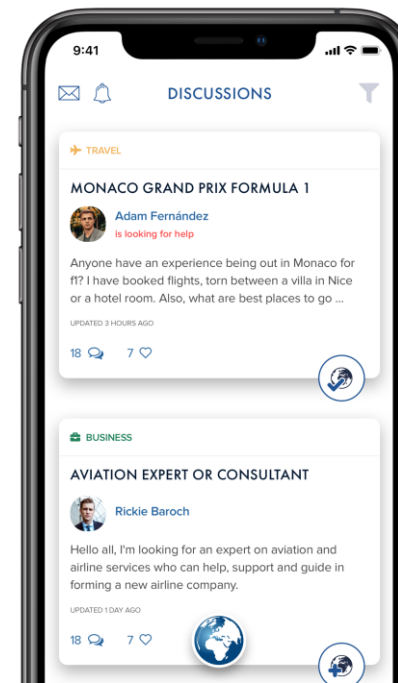 9:41
DISCUSSIONS
TRAVEL
MONACO GRAND PRIX FORMULA 1
Adam Fernández
is looking for help
Anyone have an experience being out in Monaco for
f1? I have booked flights, torn between a villa in Nice
or a hotel room. Also, what are best places to go ...
UPDATED 3 HOURS AGO
18 7
BUSINESS
AVIATION EXPERT OR CONSULTANT
Rickie Baroch
Hello all, I'm looking for an expert on aviation and
airline services who can help, support and guide in
forming a new airline company.
UPDATED 1 DAY AGO
18 7